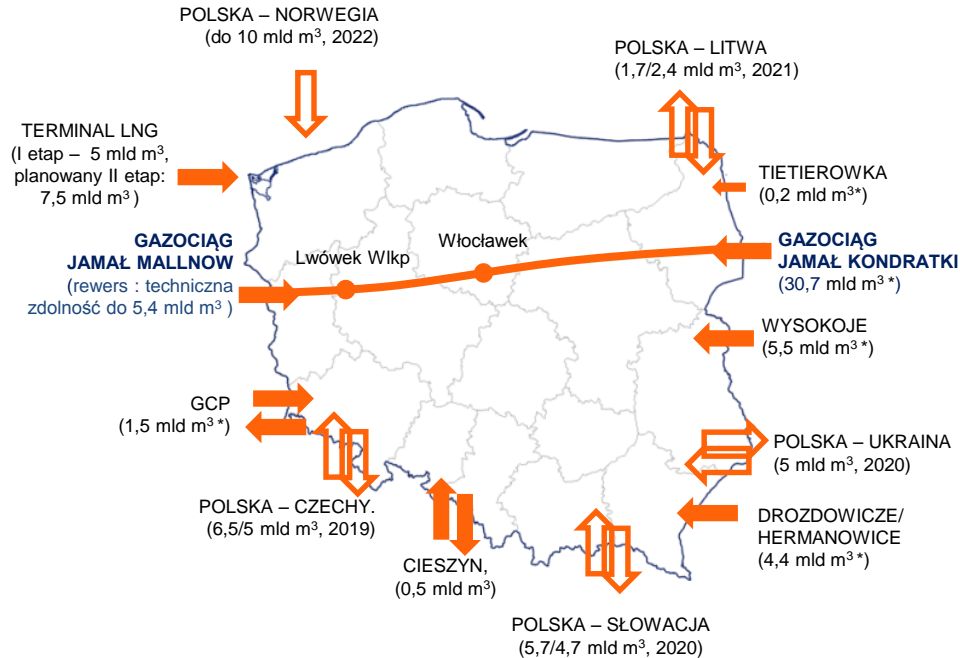 POLSKA – NORWEGIA
(do 10 mld m³, 2022)
POLSKA – LITWA
(1,7/2,4 mld m³, 2021)
TERMINAL LNG
(I etap – 5 mld m³,
planowany II etap:
7,5 mld m³ )
TIETIEROWKA
(0,2 mld m³*)
GAZOCIĄG
JAMAŁ MALLNOW
(rewers : techniczna
zdolność do 5,4 mld m³ )
Lwówek Wlkp
Włocławek
GAZOCIĄG
JAMAŁ KONDRATKI
(30,7 mld m³ *)
WYSOKOJE
(5,5 mld m³ *)
GCP
(1,5 mld m³ *)
POLSKA – UKRAINA
(5 mld m³, 2020)
POLSKA – CZECHY.
(6,5/5 mld m³, 2019)
DROZDOWICZE/
HERMANOWICE
(4,4 mld m³ *)
CIESZYN,
(0,5 mld m³)
POLSKA – SŁOWACJA
(5,7/4,7 mld m³, 2020)